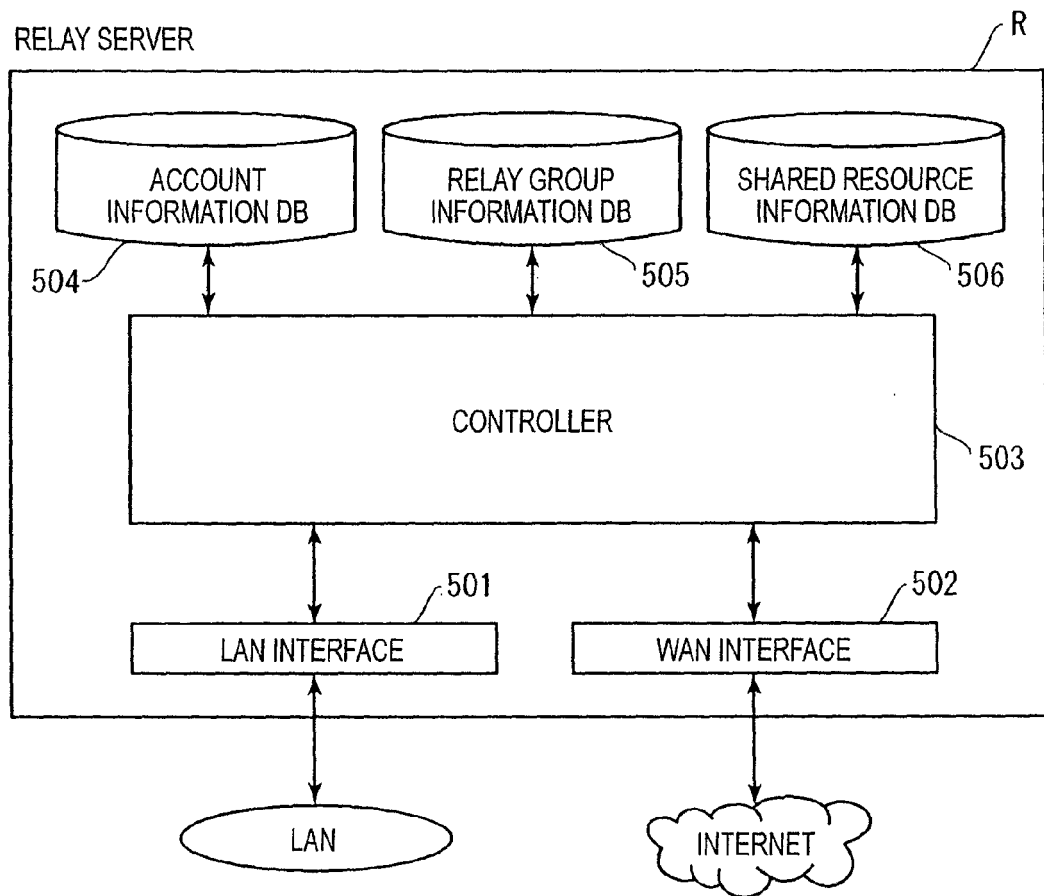 R
RELAY SERVER
ACCOUNT
INFORMATION DB
RELAY GROUP
INFORMATION DB
SHARED RESOURCE
INFORMATION DB
504
505
506
CONTROLLER
503
501
502
LAN INTERFACE
WAN INTERFACE
LAN
INTERNET